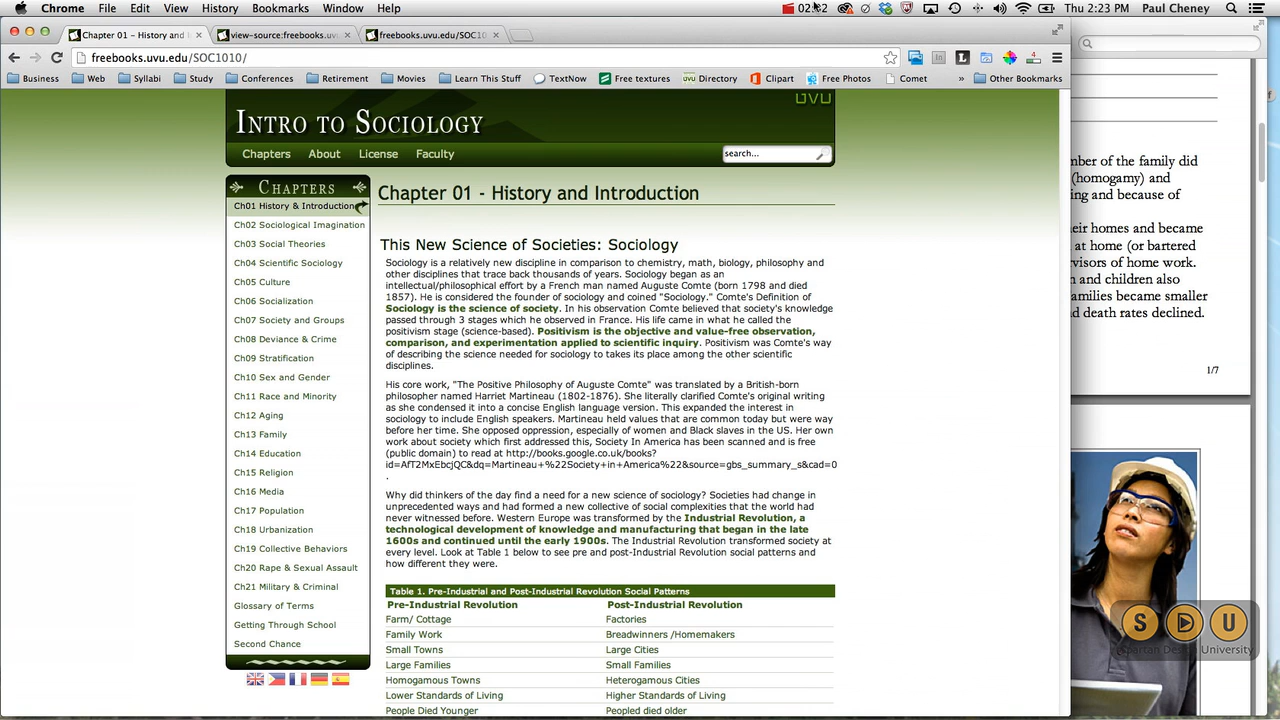 Chrome File Edit View History Bookmarks Window Help
Thu 2:23 PM Paul Cheney
Chapter 01 - History and I
view-source:freebooks.uvu
freebooks.uvu.edu/SOC10
freebooks.uvu.edu/SOC1010/
Business Web Syllabi Study Conferences Retirement Movies Learn This Stuff TextNow Free textures Directory Clipart Free Photos Comet » Other Bookmarks
UVU
Intro to Sociology
Chapters About License Faculty
search...
Chapters
Ch01 History & Introduction
Ch02 Sociological Imagination
Ch03 Social Theories
Ch04 Scientific Sociology
Ch05 Culture
Ch06 Socialization
Ch07 Society and Groups
Ch08 Deviance & Crime
Ch09 Stratification
Ch10 Sex and Gender
Ch11 Race and Minority
Ch12 Aging
Ch13 Family
Ch14 Education
Ch15 Religion
Ch16 Media
Ch17 Population
Ch18 Urbanization
Ch19 Collective Behaviors
Ch20 Rape & Sexual Assault
Ch21 Military & Criminal
Glossary of Terms
Getting Through School
Second Chance
Chapter 01 - History and Introduction
This New Science of Societies: Sociology
Sociology is a relatively new discipline in comparison to chemistry, math, biology, philosophy and
other disciplines that trace back thousands of years. Sociology began as an
intellectual/philosophical effort by a French man named Auguste Comte (born 1798 and died
1857). He is considered the founder of sociology and coined "Sociology." Comte's Definition of
Sociology is the science of society. In his observation Comte believed that society's knowledge
passed through 3 stages which he observed in France. His life came in what he called the
positivism stage (science-based). Positivism is the objective and value-free observation,
comparison, and experimentation applied to scientific inquiry. Positivism was Comte's way
of describing the science needed for sociology to takes its place among the other scientific
disciplines.
His core work, "The Positive Philosophy of Auguste Comte" was translated by a British-born
philosopher named Harriet Martineau (1802-1876). She literally clarified Comte's original writing
as she condensed it into a concise English language version. This expanded the interest in
sociology to include English speakers. Martineau held values that are common today but were way
before her time. She opposed oppression, especially of women and Black slaves in the US. Her own
work about society which first addressed this, Society In America has been scanned and is free
(public domain) to read at http://books.google.co.uk/books?
id=AfT2MxEbcjQC&dq=Martineau+%22Society+in+America%22&source=gbs_summary_s&cad=0
.
Why did thinkers of the day find a need for a new science of sociology? Societies had change in
unprecedented ways and had formed a new collective of social complexities that the world had
never witnessed before. Western Europe was transformed by the Industrial Revolution, a
technological development of knowledge and manufacturing that began in the late
1600s and continued until the early 1900s. The Industrial Revolution transformed society at
every level. Look at Table 1 below to see pre and post-Industrial Revolution social patterns and
how different they were.
Table 1. Pre-Industrial and Post-Industrial Revolution Social Patterns
Pre-Industrial Revolution Post-Industrial Revolution
Farm/ Cottage Factories
Family Work Breadwinners /Homemakers
Small Towns Large Cities
Large Families Small Families
Homogamous Towns Heterogamous Cities
Lower Standards of Living Higher Standards of Living
People Died Younger Peopled died older
mber of the family did
(homogamy) and
ing and because of
eir homes and became
at home (or bartered
visors of home work.
n and children also
amilies became smaller
d death rates declined.
1/7
S D U
Spartan Design University